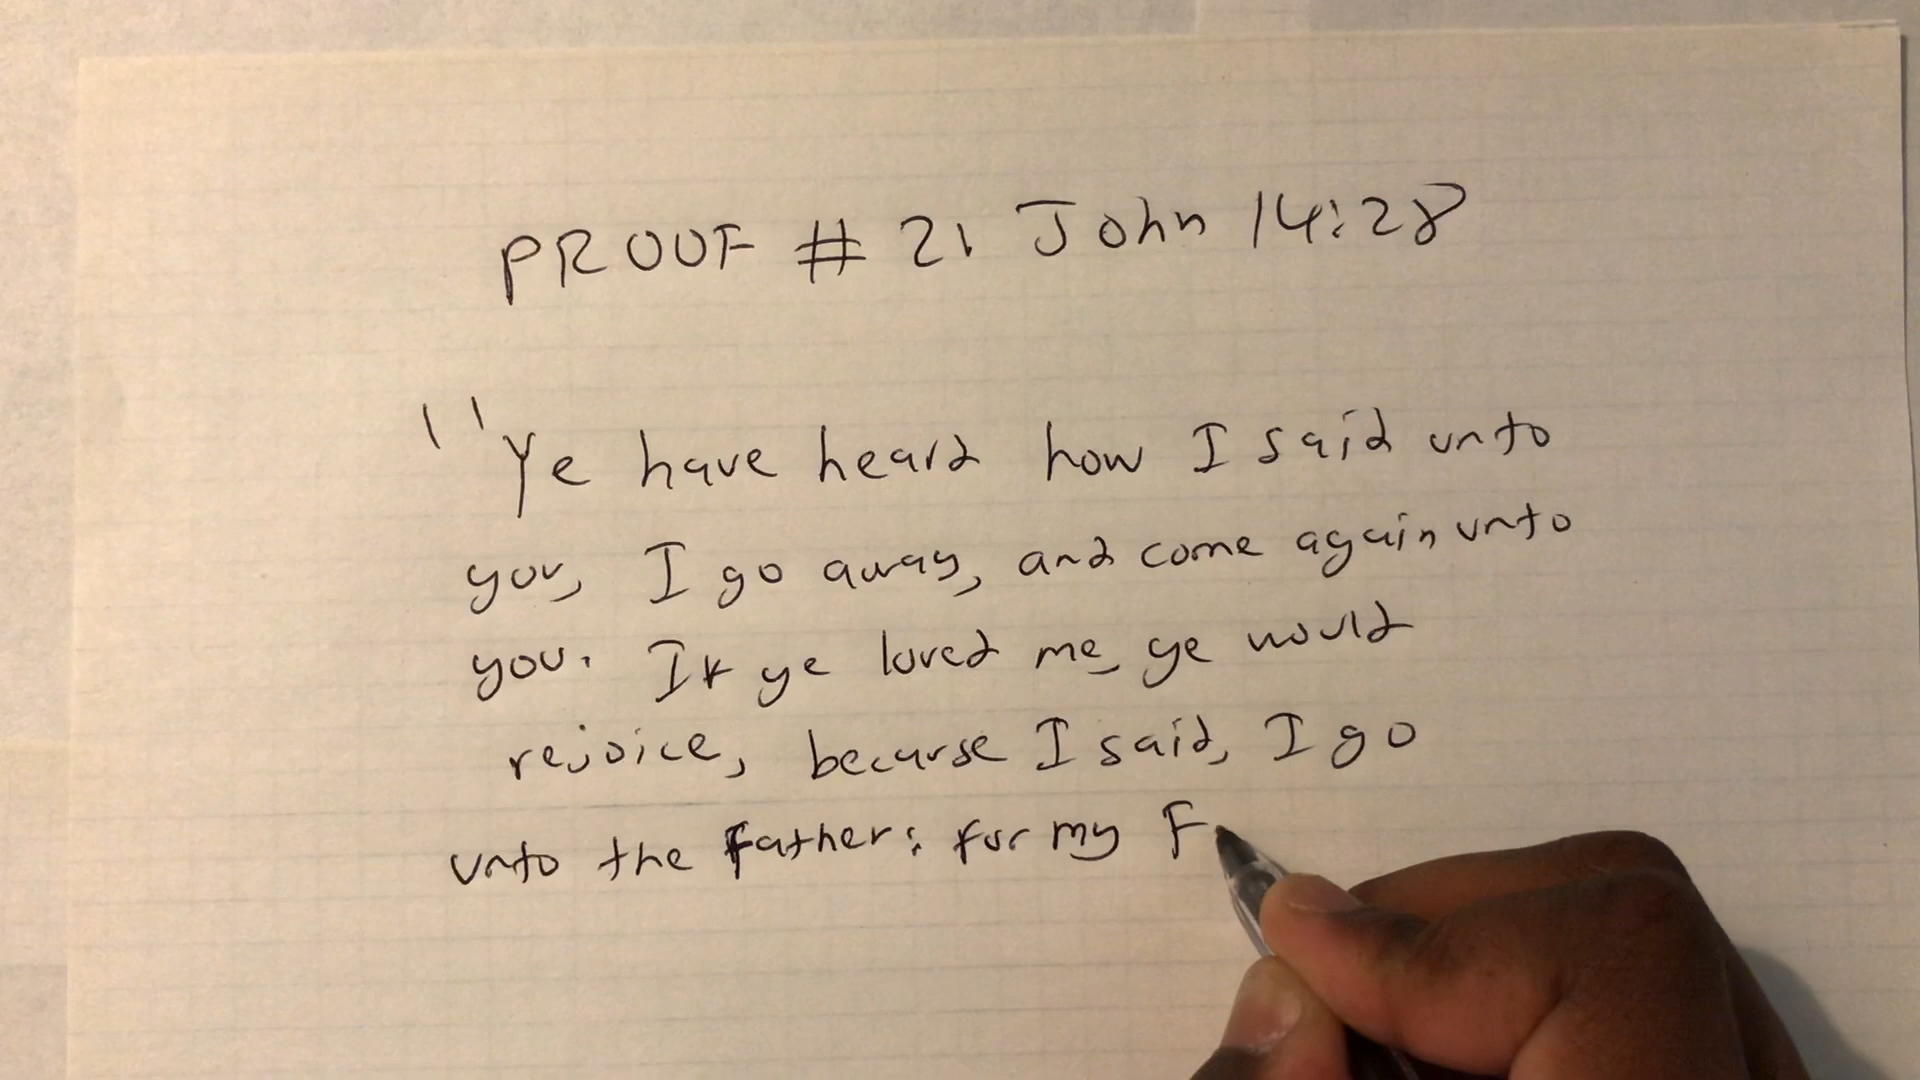 PROOF # 21 John 14:28
"Ye have heard how I said unto
you, I go away, and come again unto
you. If ye loved me, ye would
rejoice, because I said, I go
unto the Father: for my F